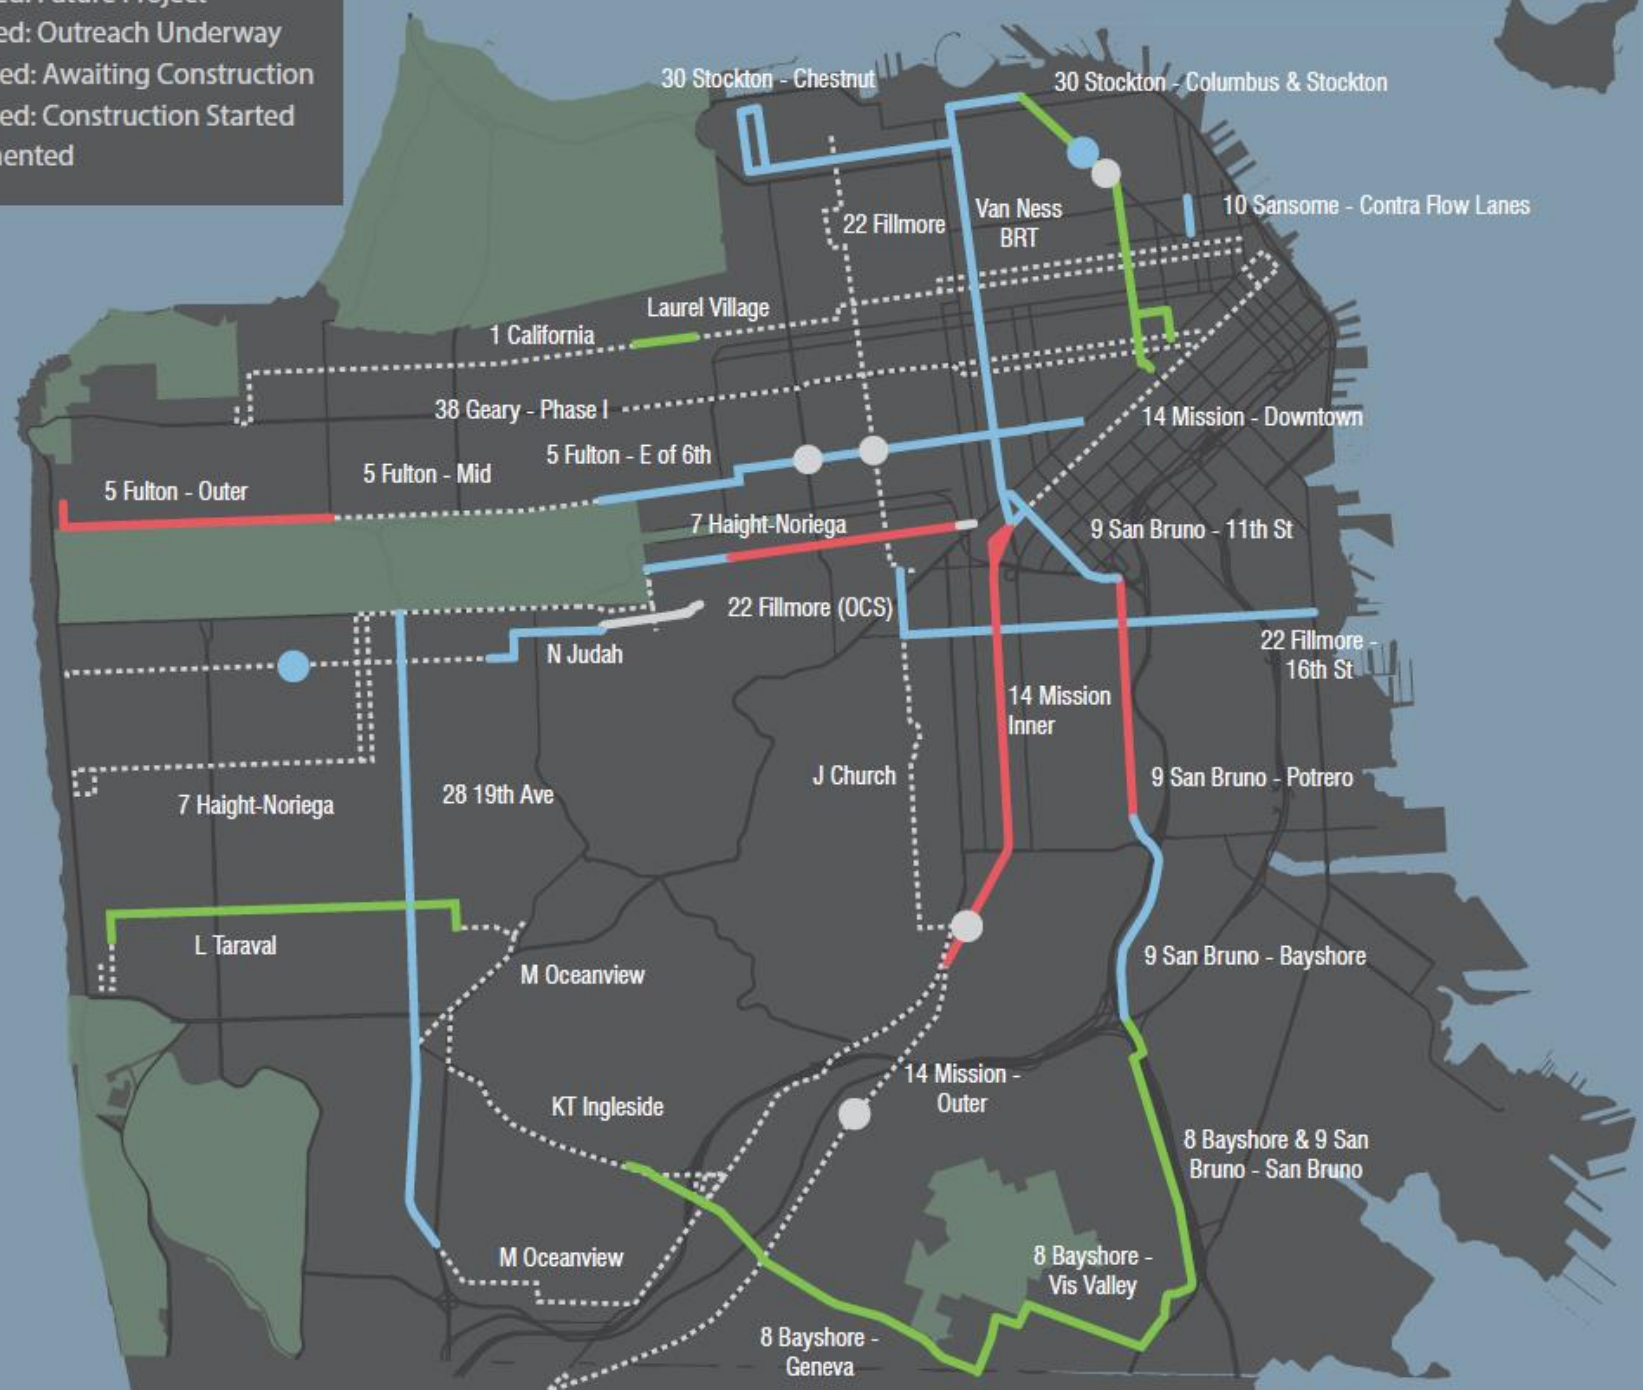 ed: Outreach Underway
ed: Awaiting Construction
ed: Construction Started
ented
30 Stockton - Chestnut
30 Stockton - Columbus & Stockton
10 Sansome - Contra Flow Lanes
22 Fillmore
Van Ness
BRT
Laurel Village
1 California
38 Geary - Phase I
14 Mission - Downtown
5 Fulton - E of 6th
5 Fulton - Mid
5 Fulton - Outer
7 Haight-Noriega
9 San Bruno - 11th St
22 Fillmore (OCS)
22 Fillmore -
16th St
N Judah
14 Mission
Inner
J Church
9 San Bruno - Potrero
28 19th Ave
7 Haight-Noriega
L Taraval
M Oceanview
9 San Bruno - Bayshore
14 Mission -
Outer
KT Ingleside
8 Bayshore & 9 San
Bruno - San Bruno
M Oceanview
8 Bayshore -
Vis Valley
8 Bayshore -
Geneva